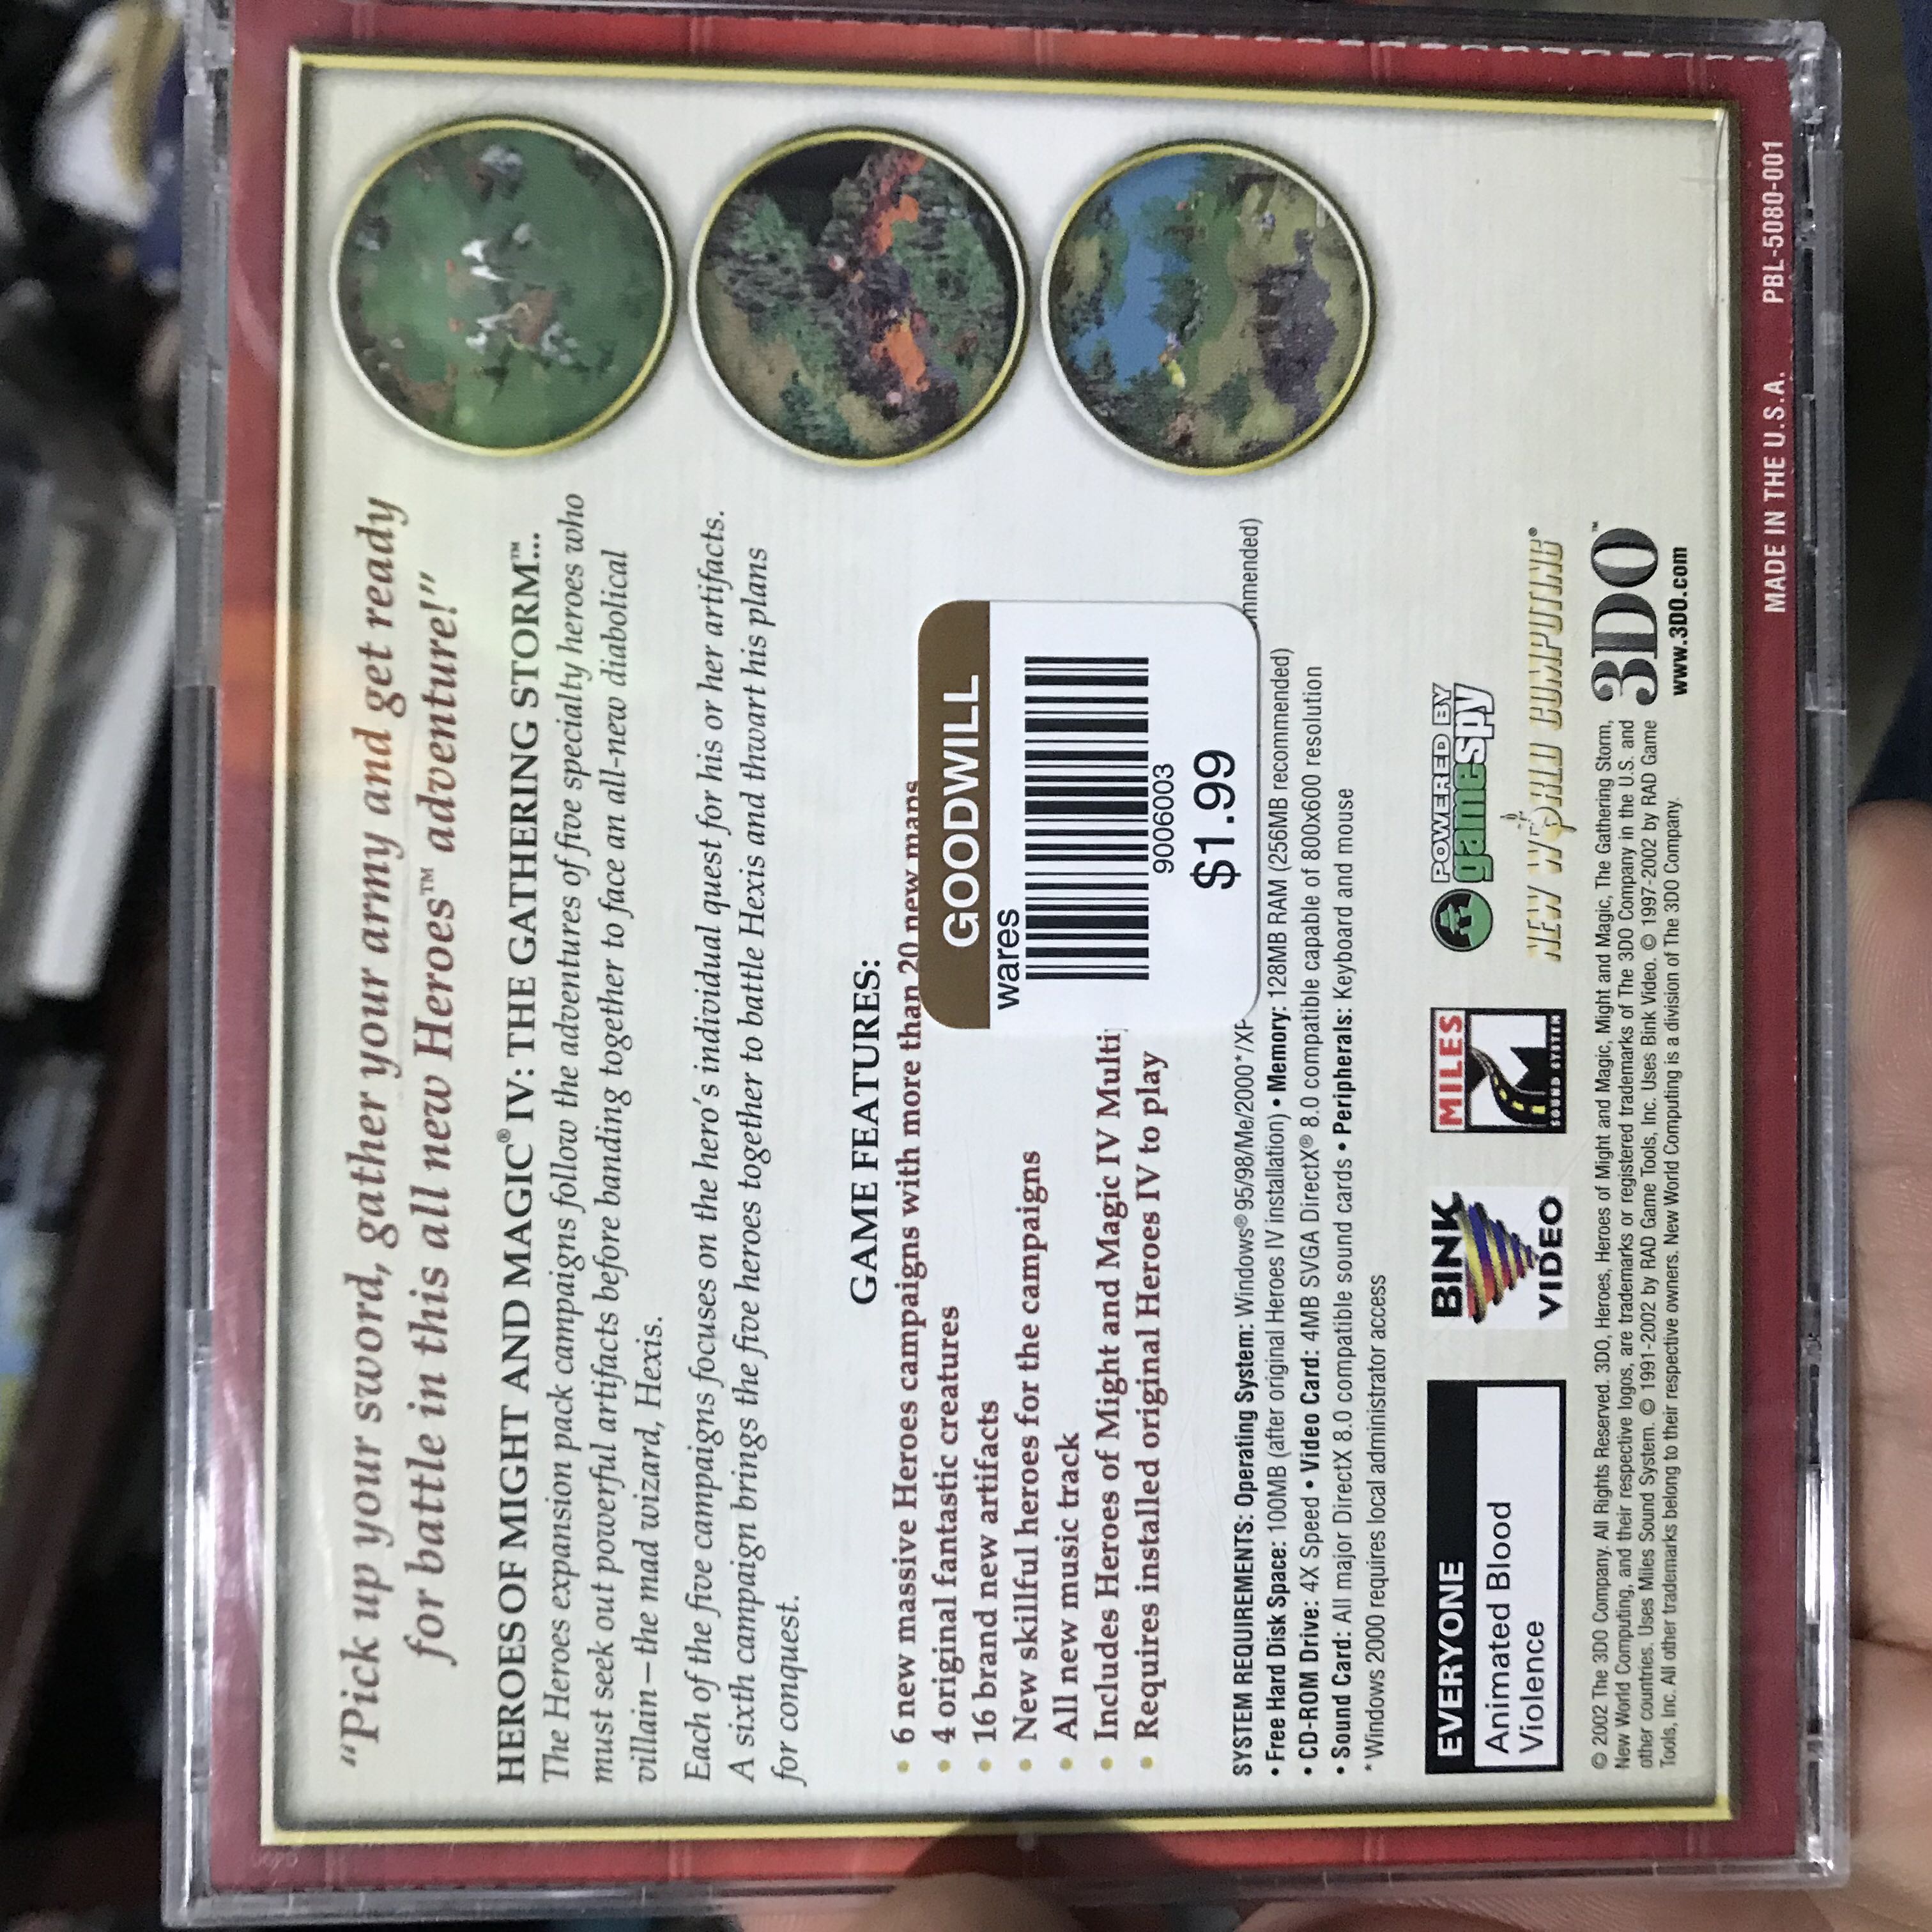 “Pick up your sword, gather your army and get ready
for battle in this all new Heroes™ adventure!”
HEROES OF MIGHT AND MAGIC® IV: THE GATHERING STORM™...
The Heroes expansion pack campaigns follow the adventures of five specialty heroes who
must seek out powerful artifacts before banding together to face an all-new diabolical
villain—the mad wizard, Hexis.
Each of the five campaigns focuses on the hero's individual quest for his or her artifacts.
A sixth campaign brings the five heroes together to battle Hexis and thwart his plans
for conquest.
GAME FEATURES:
• 6 new massive Heroes campaigns with more than 20 new maps
• 4 original fantastic creatures
• 16 brand new artifacts
• New skillful heroes for the campaigns
• All new music track
• Includes Heroes of Might and Magic IV Multi
• Requires installed original Heroes IV to play
GOODWILL
wares
9006003
$1.99
SYSTEM REQUIREMENTS: Operating System: Windows® 95/98/Me/2000*/XP mmended)
• Free Hard Disk Space: 100MB (after original Heroes IV installation) • Memory: 128MB RAM (256MB recommended)
• CD-ROM Drive: 4X Speed • Video Card: 4MB SVGA DirectX® 8.0 compatible capable of 800x600 resolution
• Sound Card: All major DirectX 8.0 compatible sound cards • Peripherals: Keyboard and mouse
* Windows 2000 requires local administrator access
EVERYONE
Animated Blood
Violence
BINK
VIDEO
MILES
SOUND SYSTEM
POWERED BY
gamespy
NEW WORLD COMPUTING®
© 2002 The 3DO Company. All Rights Reserved. 3DO, Heroes, Heroes of Might and Magic, Might and Magic, The Gathering Storm,
New World Computing, and their respective logos, are trademarks or registered trademarks of The 3DO Company in the U.S. and
other countries. Uses Miles Sound System. © 1991-2002 by RAD Game Tools, Inc. Uses Bink Video. © 1997-2002 by RAD Game
Tools, Inc. All other trademarks belong to their respective owners. New World Computing is a division of The 3DO Company.
3DO™
www.3DO.com
MADE IN THE U.S.A. PBL-5080-001